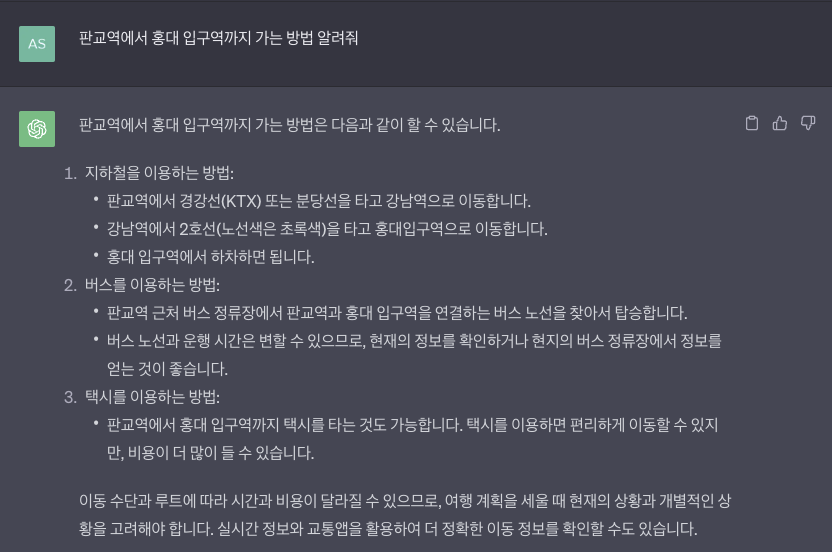 AS
판교역에서 홍대 입구역까지 가는 방법 알려줘
판교역에서 홍대 입구역까지 가는 방법은 다음과 같이 할 수 있습니다.
1. 지하철을 이용하는 방법:
• 판교역에서 경강선(KTX) 또는 분당선을 타고 강남역으로 이동합니다.
• 강남역에서 2호선(노선색은 초록색)을 타고 홍대입구역으로 이동합니다.
• 홍대 입구역에서 하차하면 됩니다.
2. 버스를 이용하는 방법:
• 판교역 근처 버스 정류장에서 판교역과 홍대 입구역을 연결하는 버스 노선을 찾아서 탑승합니다.
• 버스 노선과 운행 시간은 변할 수 있으므로, 현재의 정보를 확인하거나 현지의 버스 정류장에서 정보를
얻는 것이 좋습니다.
3. 택시를 이용하는 방법:
• 판교역에서 홍대 입구역까지 택시를 타는 것도 가능합니다. 택시를 이용하면 편리하게 이동할 수 있지
만, 비용이 더 많이 들 수 있습니다.
이동 수단과 루트에 따라 시간과 비용이 달라질 수 있으므로, 여행 계획을 세울 때 현재의 상황과 개별적인 상
황을 고려해야 합니다. 실시간 정보와 교통앱을 활용하여 더 정확한 이동 정보를 확인할 수도 있습니다.